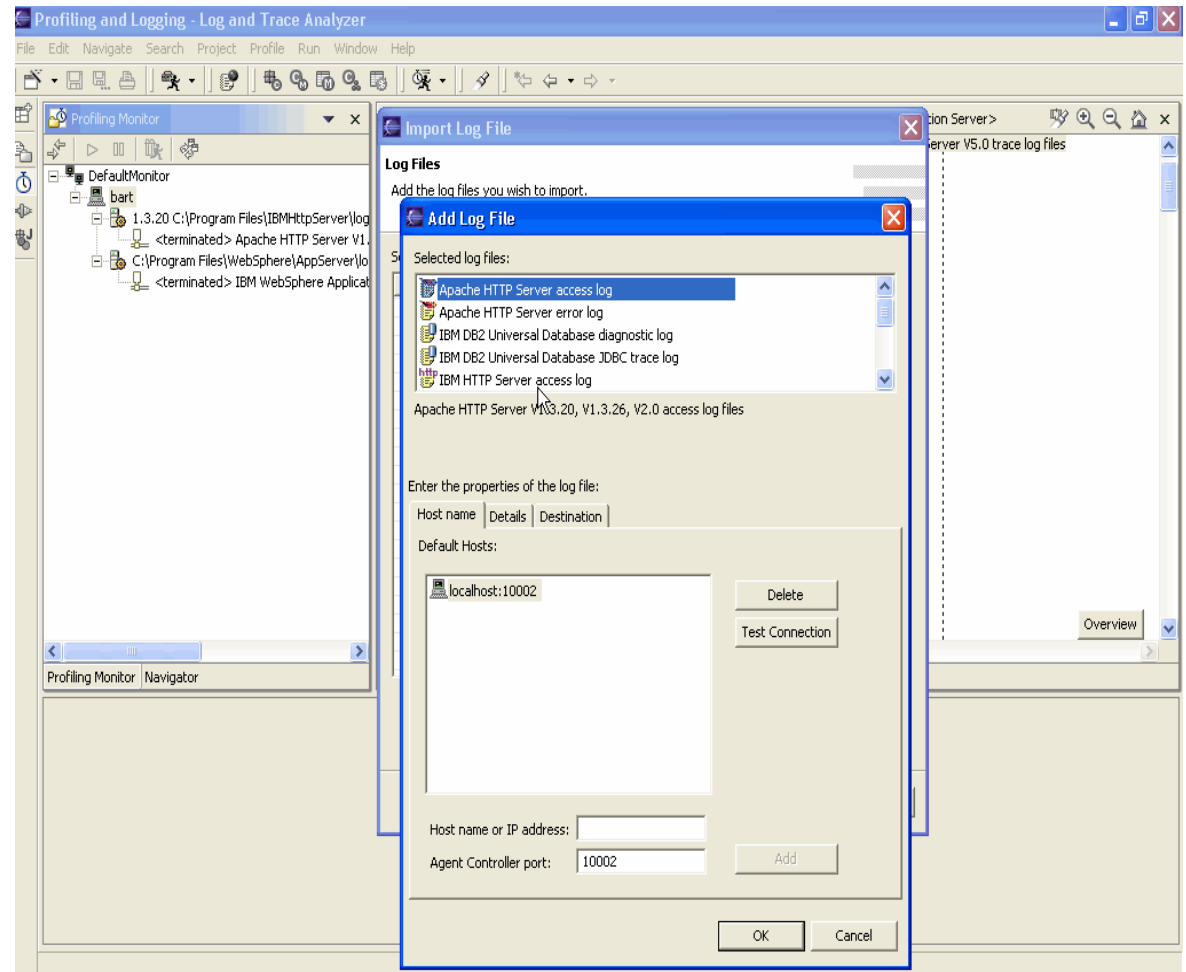 Profiling and Logging - Log and Trace Analyzer
File Edit Navigate Search Project Profile Run Window Help
Profiling Monitor
DefaultMonitor
bart
1.3.20 C:\Program Files\IBMHttpServer\log
<terminated> Apache HTTP Server V1.
C:\Program Files\WebSphere\AppServer\lo
<terminated> IBM WebSphere Applicat
Profiling Monitor Navigator
tion Server>
erver V5.0 trace log files
Overview
Import Log File
Log Files
Add the log files you wish to import.
Add Log File
Selected log files:
Apache HTTP Server access log
Apache HTTP Server error log
IBM DB2 Universal Database diagnostic log
IBM DB2 Universal Database JDBC trace log
http
IBM HTTP Server access log
Apache HTTP Server V1.3.20, V1.3.26, V2.0 access log files
Enter the properties of the log file:
Host name Details Destination
Default Hosts:
localhost:10002
Delete
Test Connection
Host name or IP address:
Agent Controller port: 10002
Add
OK Cancel